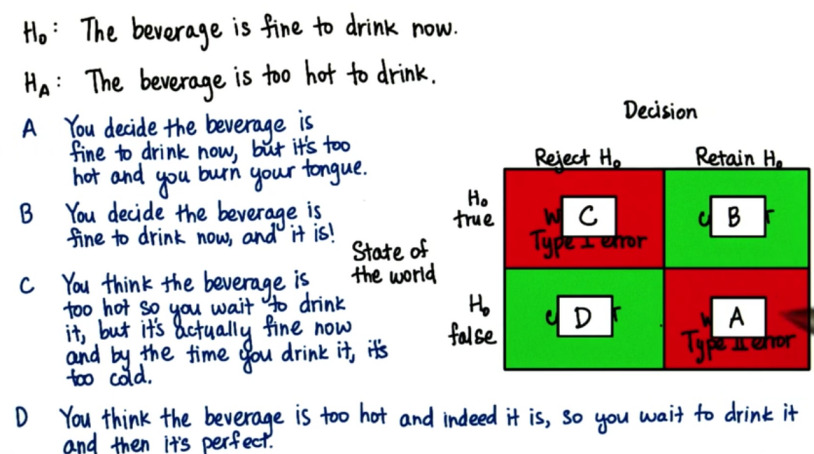 H₀: The beverage is fine to drink now.
H_A: The beverage is too hot to drink.
A You decide the beverage is
fine to drink now, but it's too
hot and you burn your tongue.
B You decide the beverage is
fine to drink now, and it is!
C You think the beverage is
too hot so you wait to drink
it, but it's actually fine now
and by the time you drink it, it's
too cold.
D You think the beverage is too hot and indeed it is, so you wait to drink it
and then it's perfect.
Decision
Reject H₀ Retain H₀
State of
the world
H₀
true
C
Type I error
B
H₀
false
D
A
Type II error